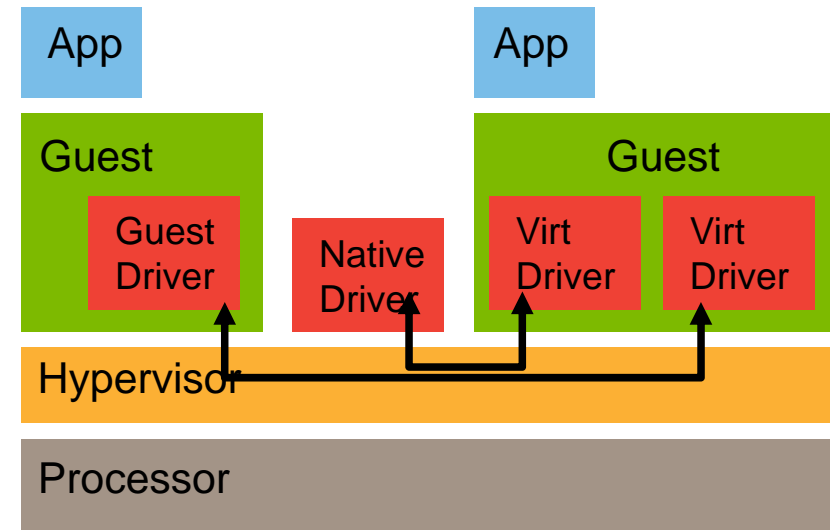 App
App
Guest
Guest
Guest
Driver
Native
Driver
Virt
Driver
Virt
Driver
Hypervisor
Processor